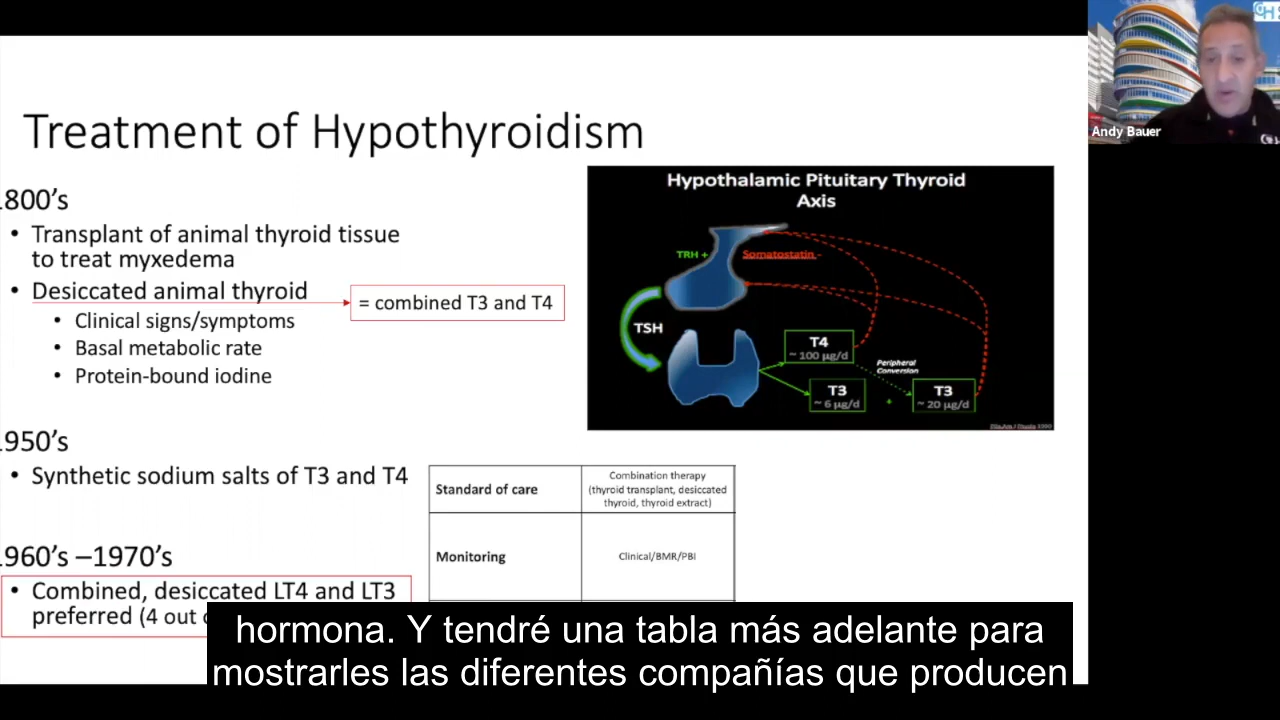 Treatment of Hypothyroidism
1800's
• Transplant of animal thyroid tissue
to treat myxedema
• Desiccated animal thyroid
= combined T3 and T4
• Clinical signs/symptoms
• Basal metabolic rate
• Protein-bound iodine
1950's
• Synthetic sodium salts of T3 and T4
1960's –1970's
• Combined, desiccated LT4 and LT3
preferred (4 out
Hypothalamic Pituitary Thyroid
Axis
TRH +
Somatostatin -
TSH
T4
~ 100 µg/d
Peripheral
Conversion
T3
~ 6 µg/d
+
T3
~ 20 µg/d
Standard of care
Combination therapy
(thyroid transplant, desiccated
thyroid, thyroid extract)
Monitoring
Clinical/BMR/PBI
Andy Bauer
hormona. Y tendré una tabla más adelante para
mostrarles las diferentes compañías que producen